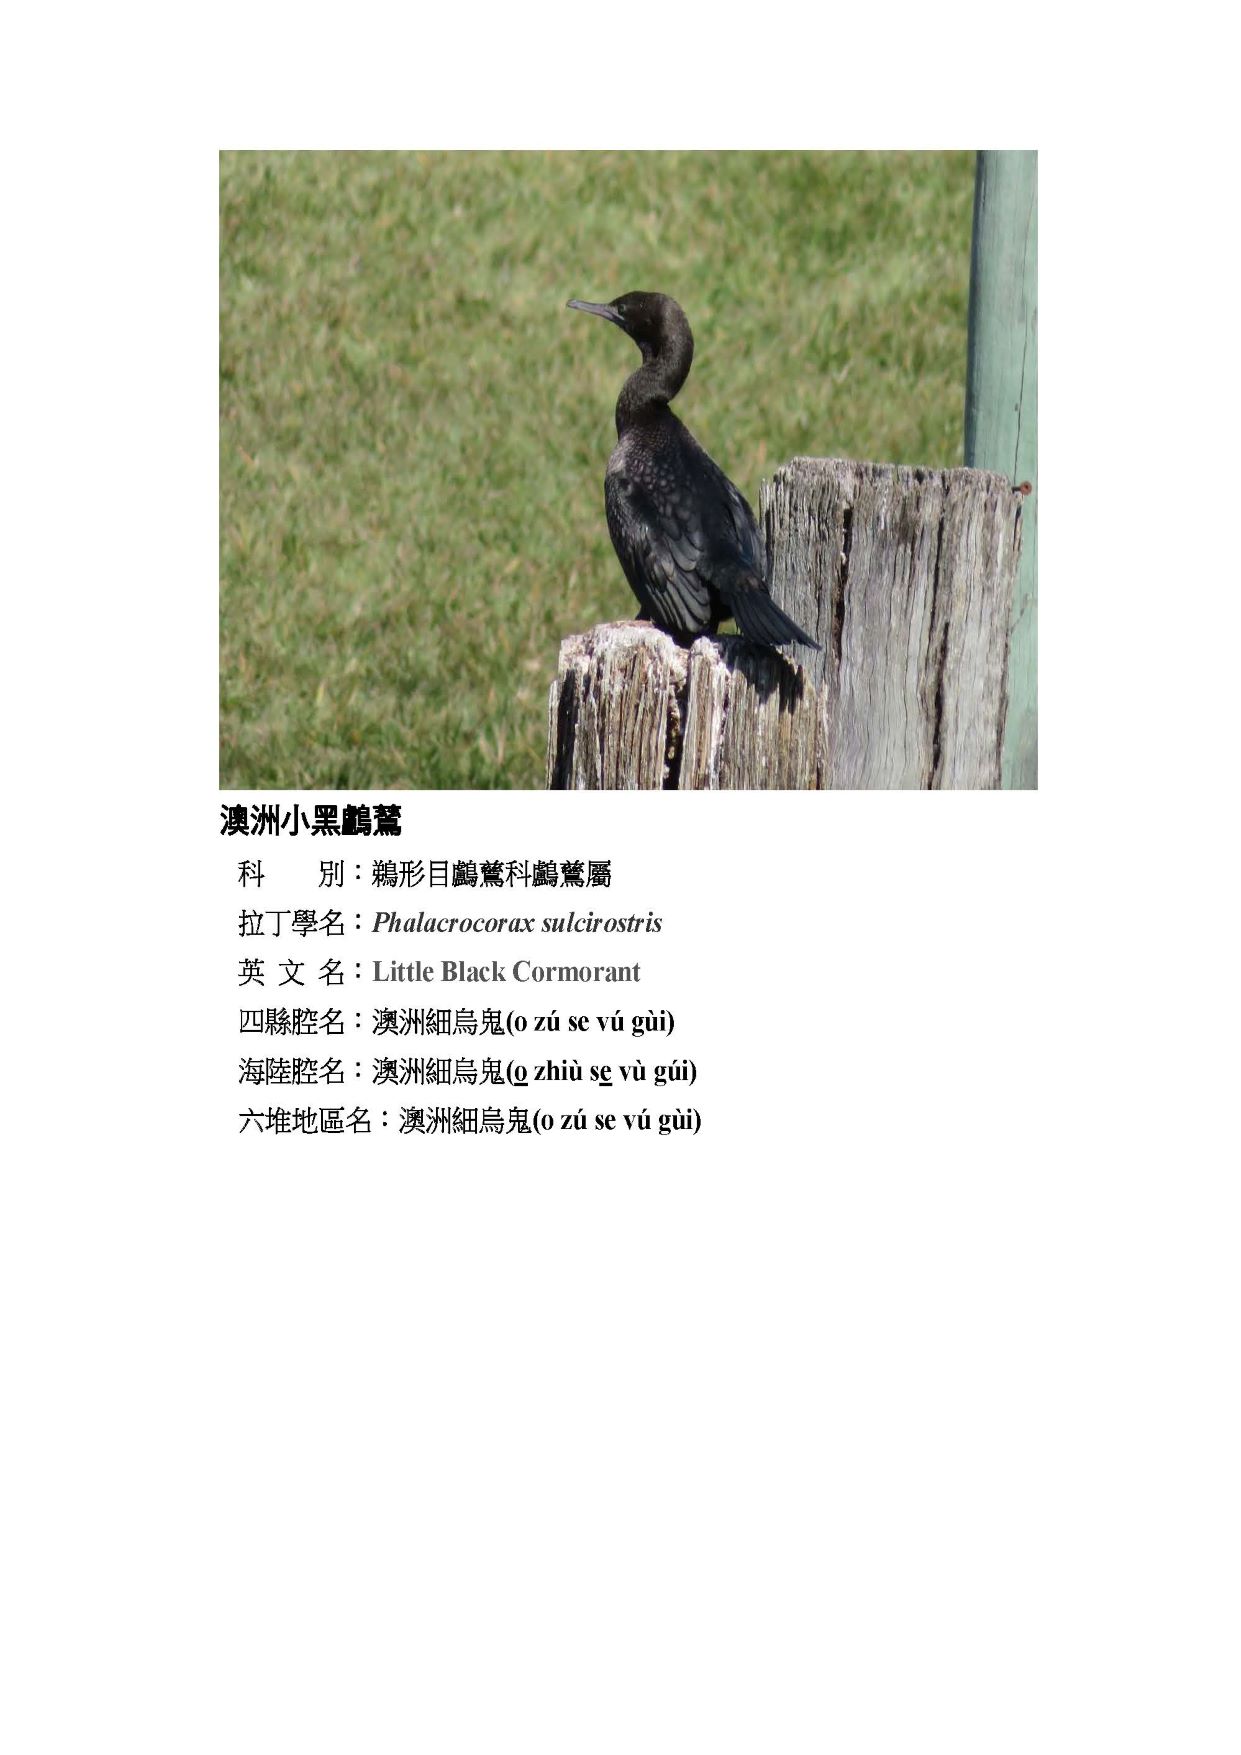 澳洲小黑鸕鶿
科　　別：鵜形目鸕鶿科鸕鶿屬
拉丁學名：Phalacrocorax sulcirostris
英 文 名：Little Black Cormorant
四縣腔名：澳洲細烏鬼(o zú se vú gùi)
海陸腔名：澳洲細烏鬼(o zhiù se vù gúi)
六堆地區名：澳洲細烏鬼(o zú se vú gùi)